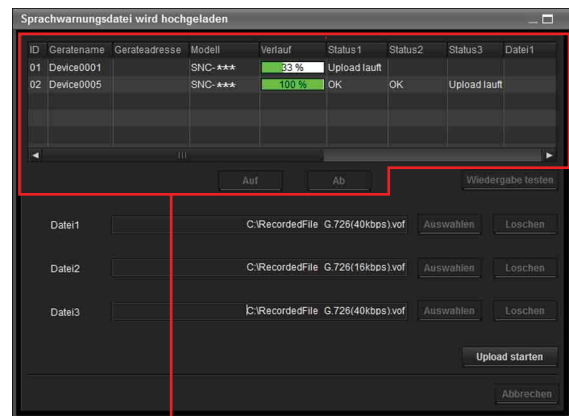 Sprachwarnungsdatei wird hochgeladen
ID Geratename Gerateadresse Modell Verlauf Status1 Status2 Status3 Datei1
01 Device0001 SNC-*** 33 % Upload lauft
02 Device0005 SNC-*** 100 % OK OK Upload lauft
Auf Ab Wiedergabe testen
Datei1 C:\RecordedFile G.726(40kbps).vof Auswahlen Loschen
Datei2 C:\RecordedFile G.726(16kbps).vof Auswahlen Loschen
Datei3 C:\RecordedFile G.726(40kbps).vof Auswahlen Loschen
Upload starten
Abbrechen